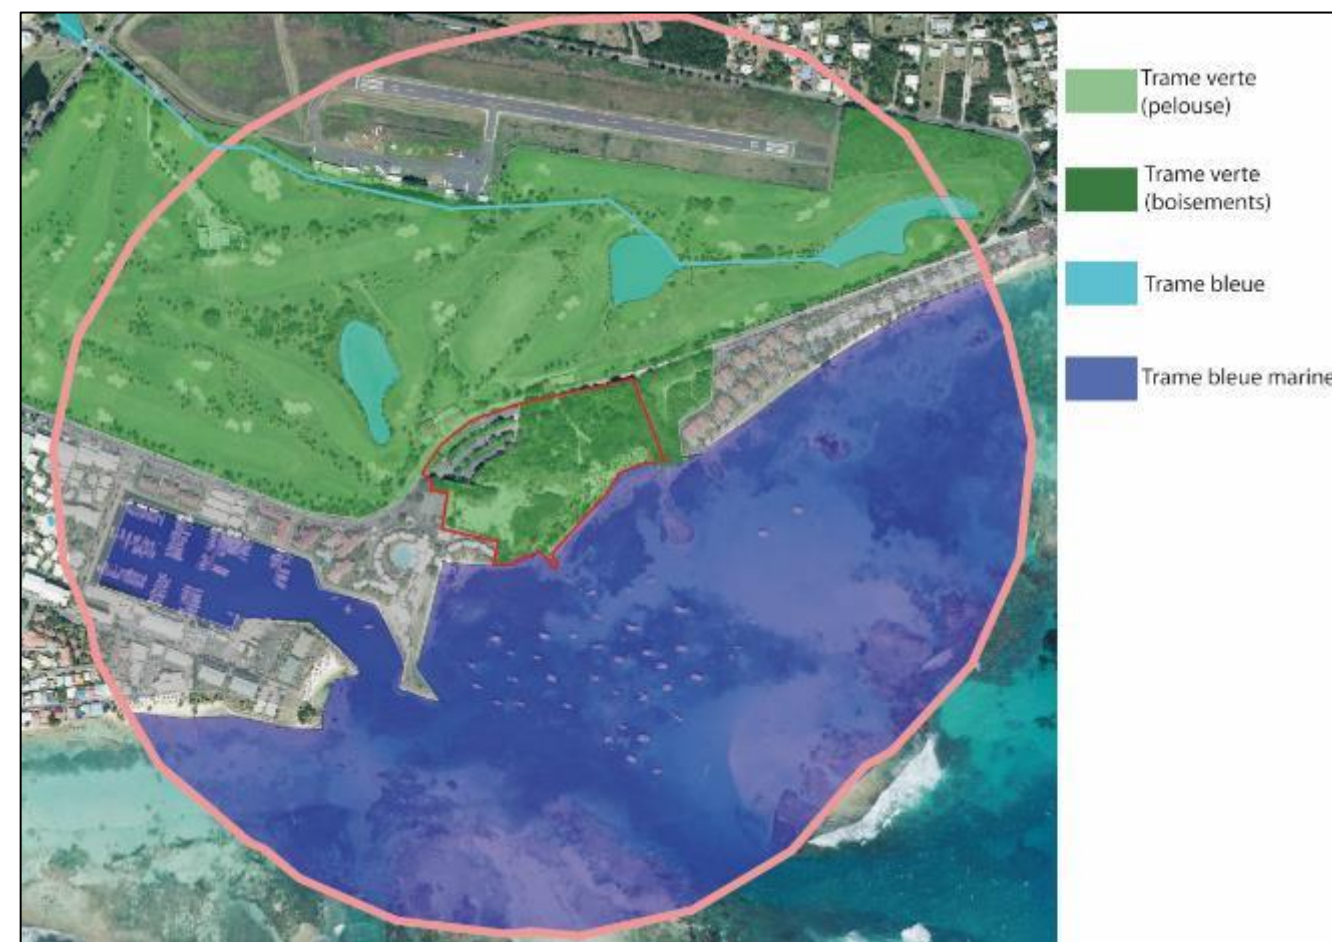 Trame verte
(pelouse)
Trame verte
(boisements)
Trame bleue
Trame bleue marine